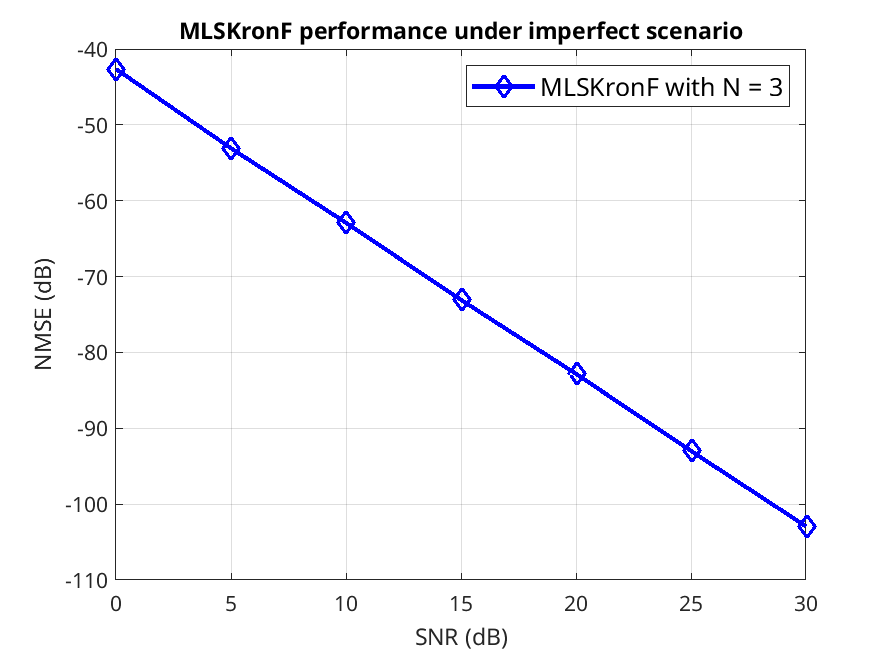 MLSKronF performance under imperfect scenario
MLSKronF with N = 3
-40
-50
-60
-70
-80
-90
-100
-110
NMSE (dB)
0 5 10 15 20 25 30
SNR (dB)